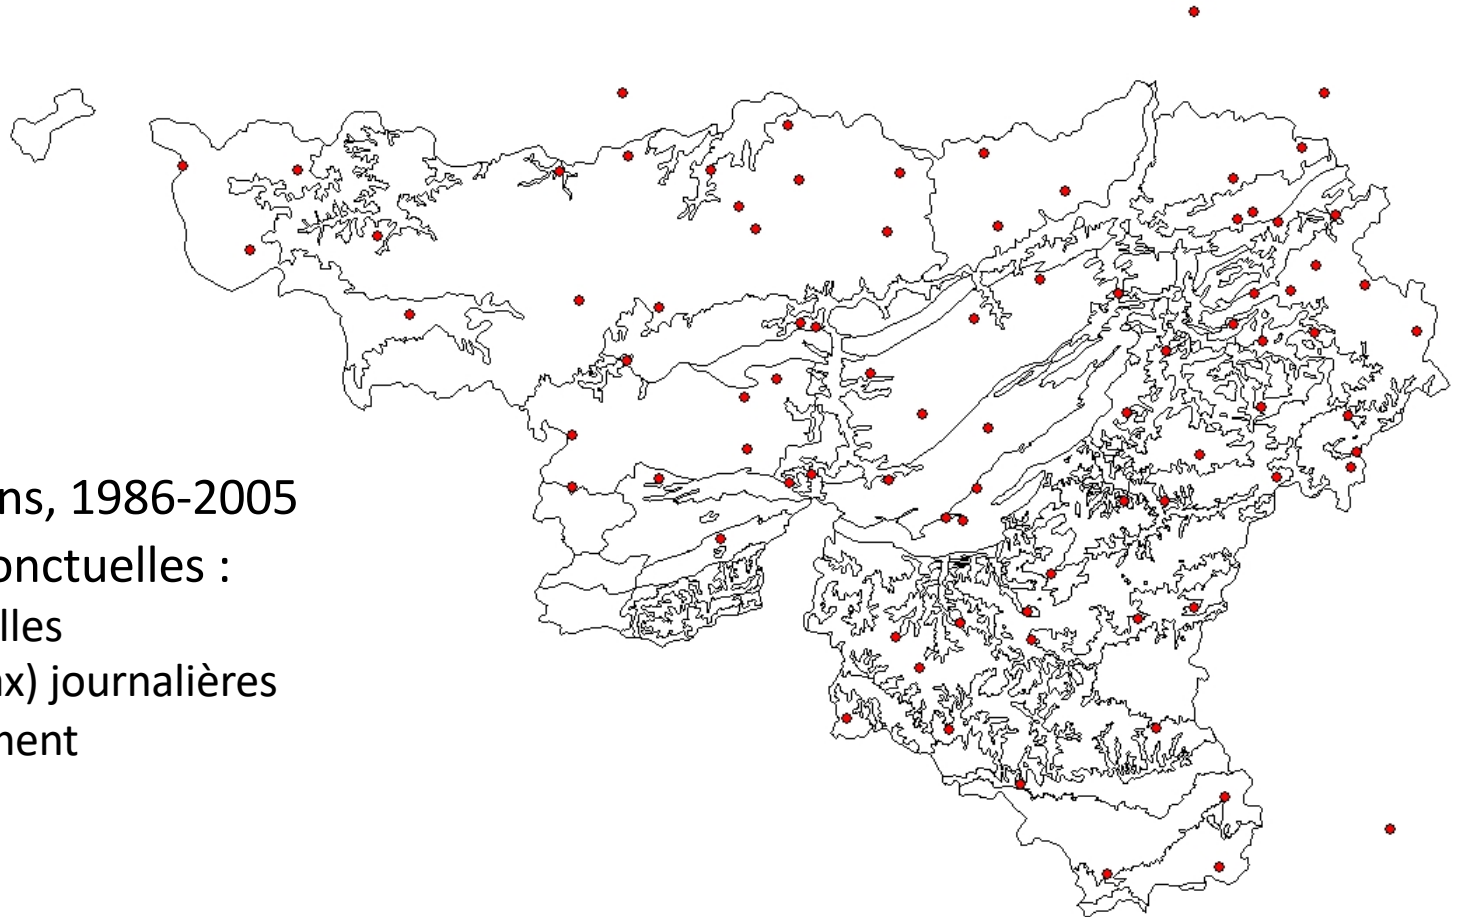 ns, 1986-2005
onctuelles :
lles
x) journalières
nent